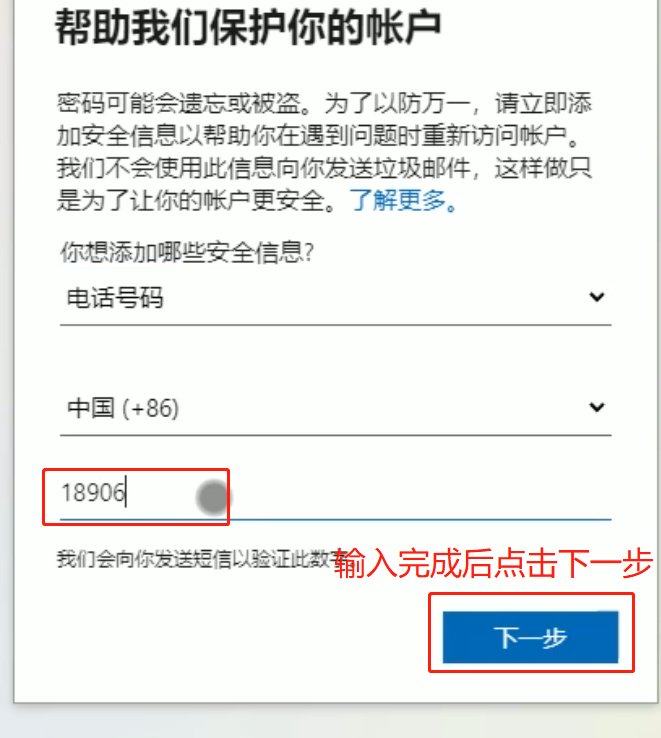 帮助我们保护你的帐户
密码可能会遗忘或被盗。为了以防万一，请立即添
加安全信息以帮助你在遇到问题时重新访问帐户。
我们不会使用此信息向你发送垃圾邮件，这样做只
是为了让你的帐户更安全。了解更多。
你想添加哪些安全信息?
电话号码
中国 (+86)
18906
我们会向你发送短信以验证此数字
输入完成后点击下一步
下一步